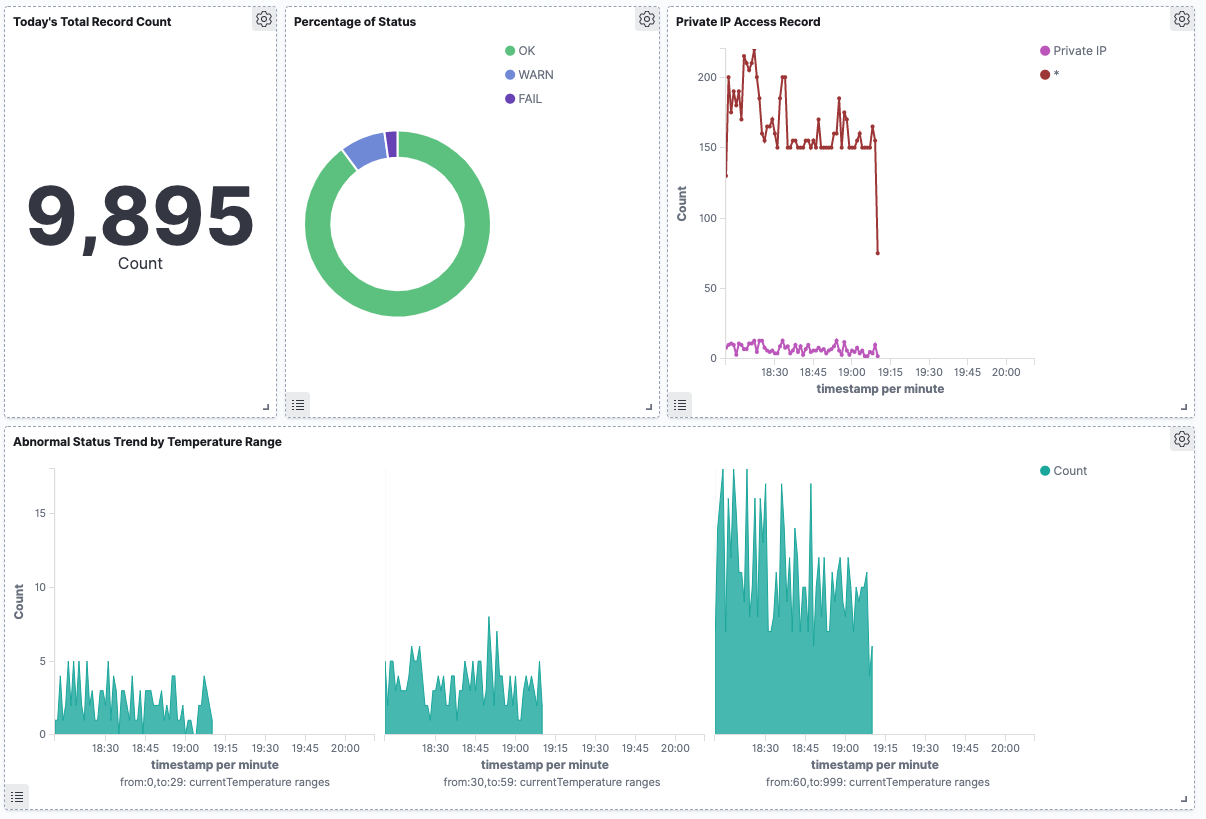 Today's Total Record Count
9,895
Count
Percentage of Status
OK
WARN
FAIL
Private IP Access Record
Private IP
*
200
150
100
50
0
Count
18:30 18:45 19:00 19:15 19:30 19:45 20:00
timestamp per minute
Abnormal Status Trend by Temperature Range
Count
15
10
5
0
Count
18:30 18:45 19:00 19:15 19:30 19:45 20:00
timestamp per minute
from:0,to:29: currentTemperature ranges
18:30 18:45 19:00 19:15 19:30 19:45 20:00
timestamp per minute
from:30,to:59: currentTemperature ranges
18:30 18:45 19:00 19:15 19:30 19:45 20:00
timestamp per minute
from:60,to:999: currentTemperature ranges